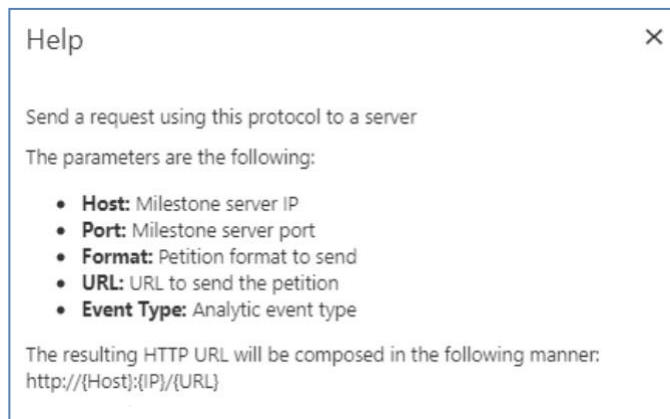 Help
Send a request using this protocol to a server
The parameters are the following:
• Host: Milestone server IP
• Port: Milestone server port
• Format: Petition format to send
• URL: URL to send the petition
• Event Type: Analytic event type
The resulting HTTP URL will be composed in the following manner:
http://{Host}:{IP}/{URL}